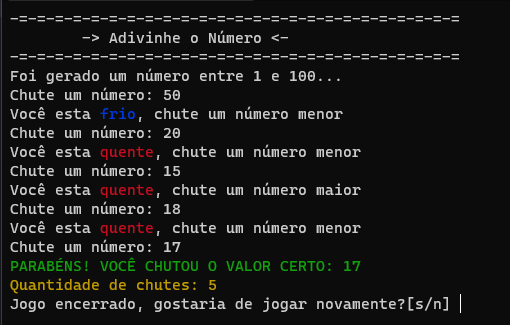 -=-=-=-=-=-=-=-=-=-=-=-=-=-=-=-=-=-=-=-=-=-=-=-=-=
-> Adivinhe o Número <-
-=-=-=-=-=-=-=-=-=-=-=-=-=-=-=-=-=-=-=-=-=-=-=-=-=
Foi gerado um número entre 1 e 100...
Chute um número: 50
Você esta frio, chute um número menor
Chute um número: 20
Você esta quente, chute um número menor
Chute um número: 15
Você esta quente, chute um número maior
Chute um número: 18
Você esta quente, chute um número menor
Chute um número: 17
PARABÉNS! VOCÊ CHUTOU O VALOR CERTO: 17
Quantidade de chutes: 5
Jogo encerrado, gostaria de jogar novamente?[s/n]